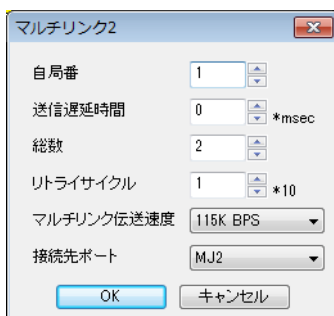 マルチリンク2
自局番 1
送信遅延時間 0 *msec
総数 2
リトライサイクル 1 *10
マルチリンク伝送速度 115K BPS
接続先ポート MJ2
OK キャンセル